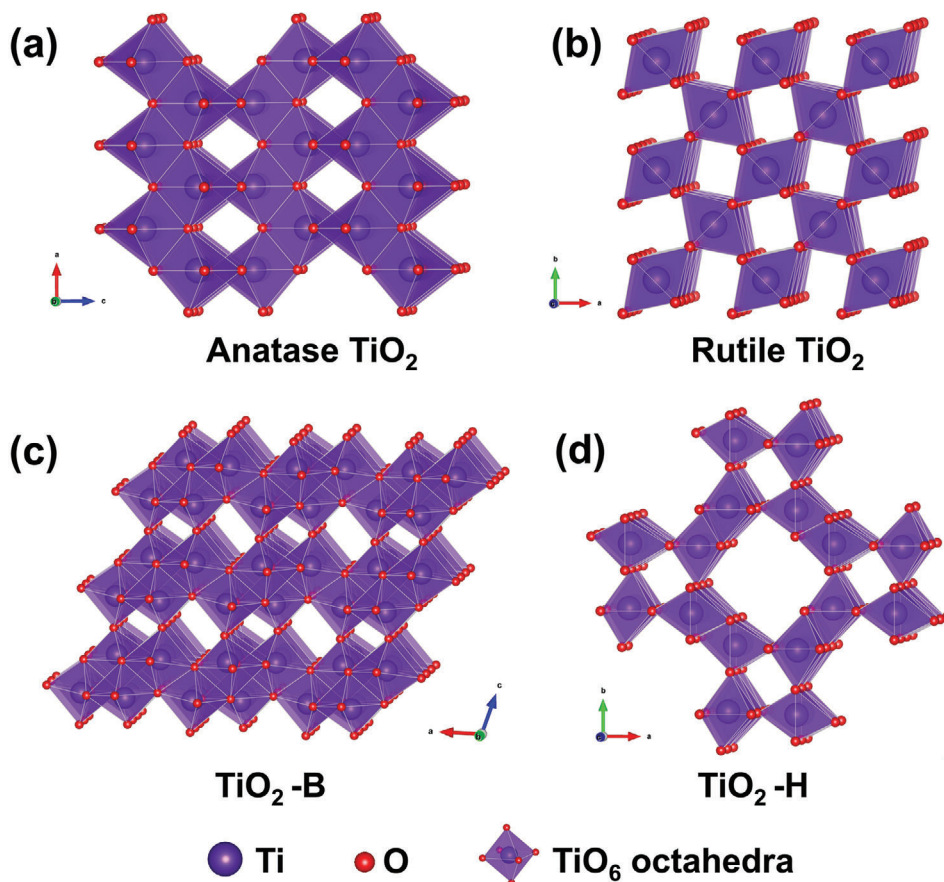 (a)
(b)
a
b
c
b
c
a
Anatase TiO₂
Rutile TiO₂
(c)
(d)
c
a
b
b
c
a
TiO₂ -B
TiO₂ -H
Ti
O
TiO₆ octahedra